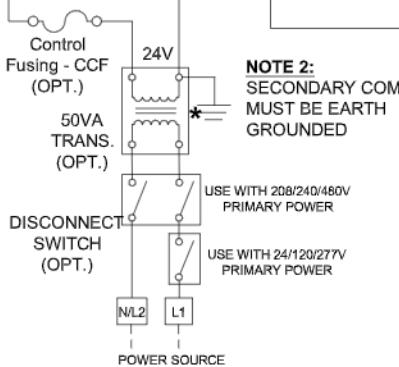 Control
Fusing - CCF
(OPT.)
24V
NOTE 2:
SECONDARY COM
MUST BE EARTH
GROUNDED
*
50VA
TRANS.
(OPT.)
USE WITH 208/240/480V
PRIMARY POWER
DISCONNECT
SWITCH
(OPT.)
USE WITH 24/120/277V
PRIMARY POWER
N/L2
L1
POWER SOURCE